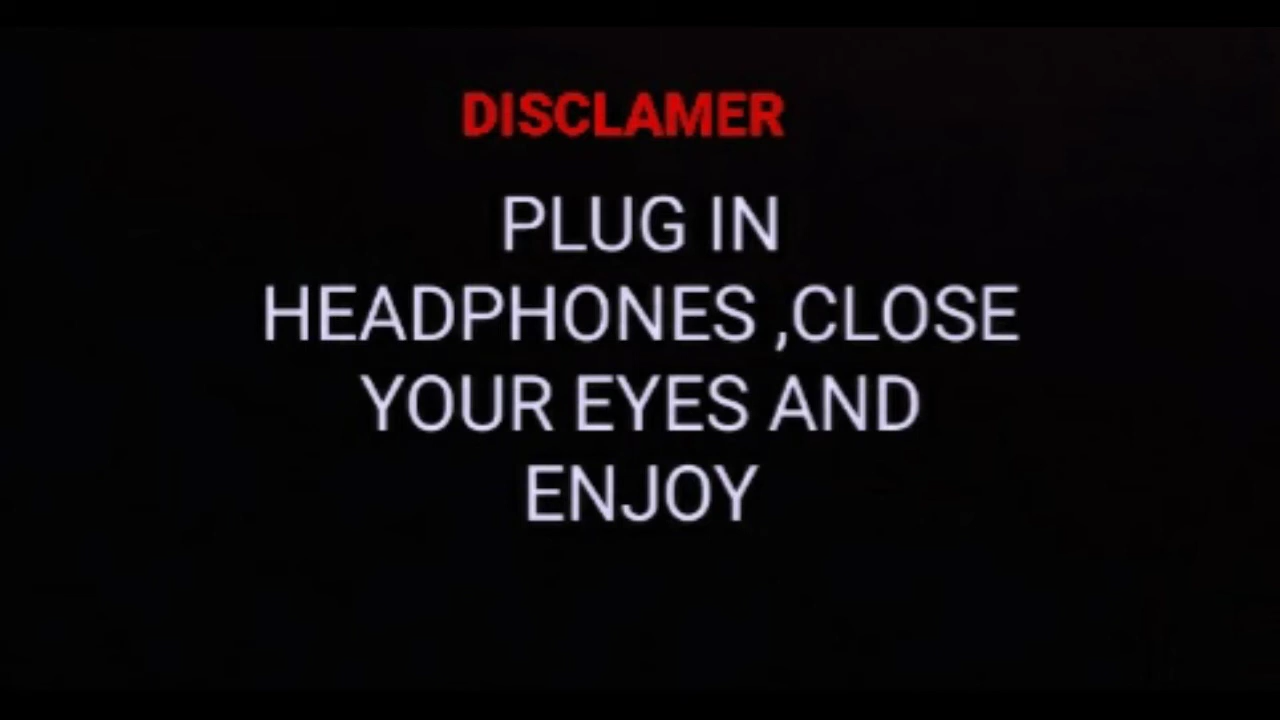 DISCLAMER
PLUG IN
HEADPHONES ,CLOSE
YOUR EYES AND
ENJOY